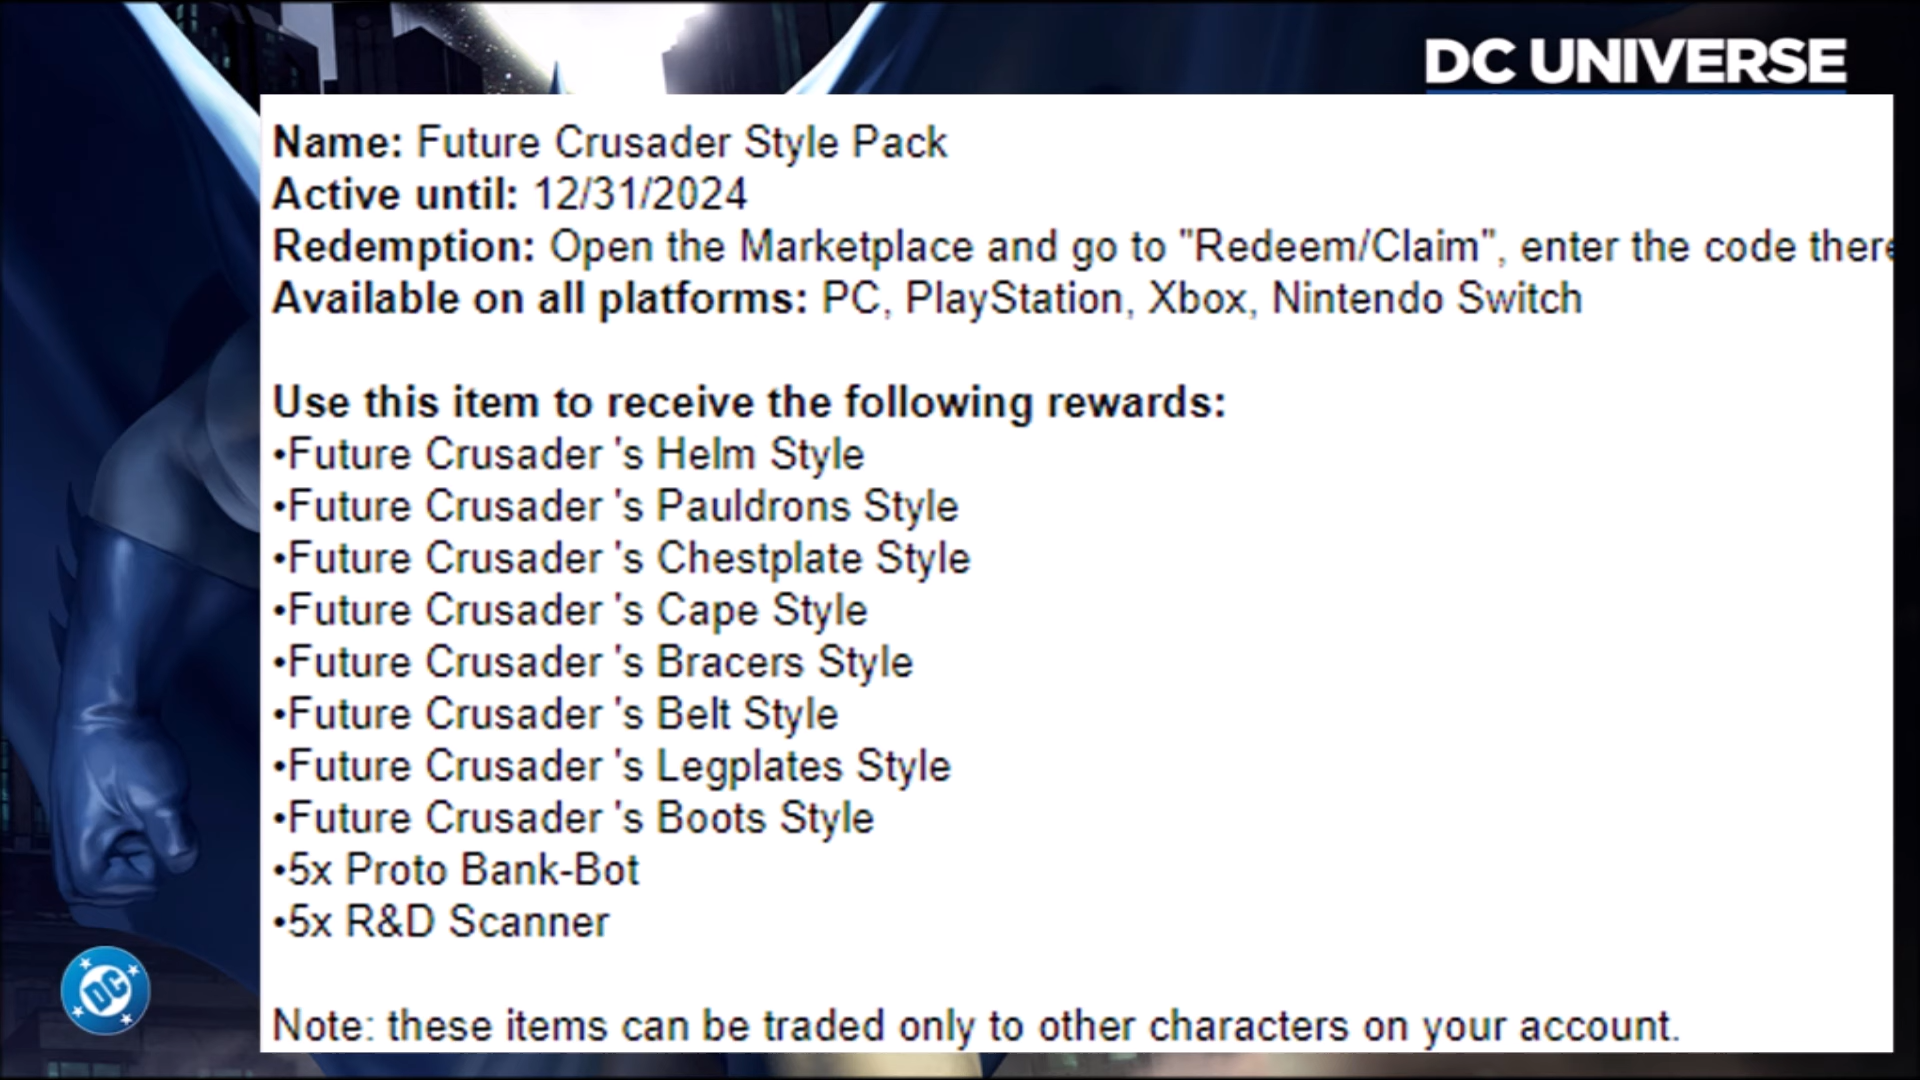 DC UNIVERSE
Name: Future Crusader Style Pack
Active until: 12/31/2024
Redemption: Open the Marketplace and go to "Redeem/Claim", enter the code there
Available on all platforms: PC, PlayStation, Xbox, Nintendo Switch
Use this item to receive the following rewards:
•Future Crusader 's Helm Style
•Future Crusader 's Pauldrons Style
•Future Crusader 's Chestplate Style
•Future Crusader 's Cape Style
•Future Crusader 's Bracers Style
•Future Crusader 's Belt Style
•Future Crusader 's Legplates Style
•Future Crusader 's Boots Style
•5x Proto Bank-Bot
•5x R&D Scanner
DC
Note: these items can be traded only to other characters on your account.